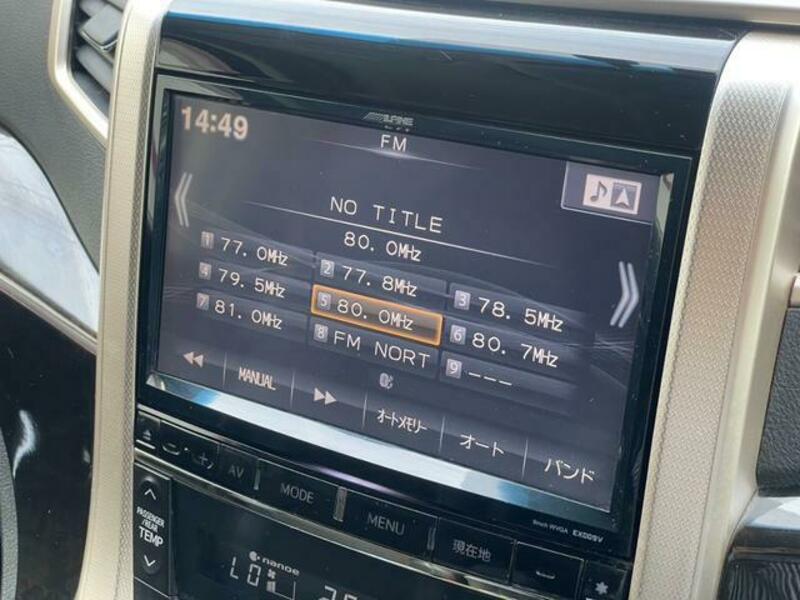 14:49
ALPINE
FM
NO TITLE
80.0MHz
1 77.0MHz
2 77.8MHz
3 78.5MHz
4 79.5MHz
5 80.0MHz
6 80.7MHz
7 81.0MHz
8 FM NORT
9 ---
MANUAL
オートメモリー
オート
バンド
AV
MODE
MENU
現在地
8inch WVGA EX009V
PASSENGER
/REAR
TEMP
nanoe
LO